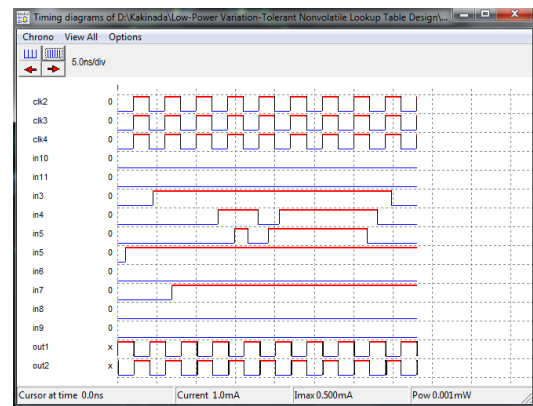 Timing diagrams of D:\Kakinada\Low-Power Variation-Tolerant Nonvolatile Lookup Table Design\...
Chrono View All Options
5.0ns/div
clk2 0
clk3 0
clk4 0
in10 0
in11 0
in3 0
in4 0
in5 0
in5 0
in6 0
in7 0
in8 0
in9 0
out1 x
out2 x
Cursor at time 0.0ns Current 1.0mA Imax 0.500mA Pow 0.001mW